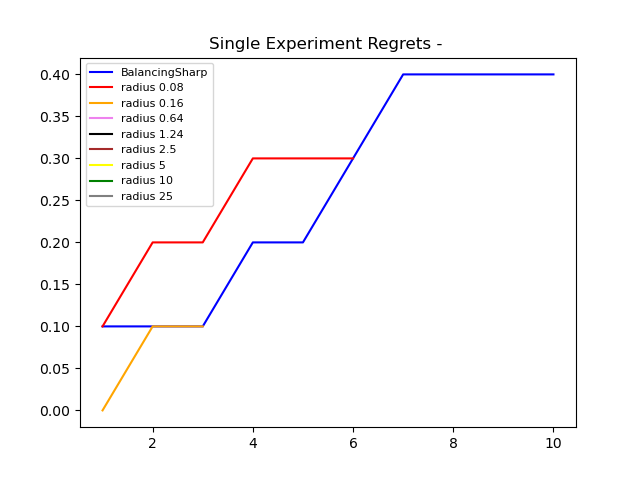 Single Experiment Regrets -
0.40
0.35
0.30
0.25
0.20
0.15
0.10
0.05
0.00
BalancingSharp
radius 0.08
radius 0.16
radius 0.64
radius 1.24
radius 2.5
radius 5
radius 10
radius 25
2 4 6 8 10